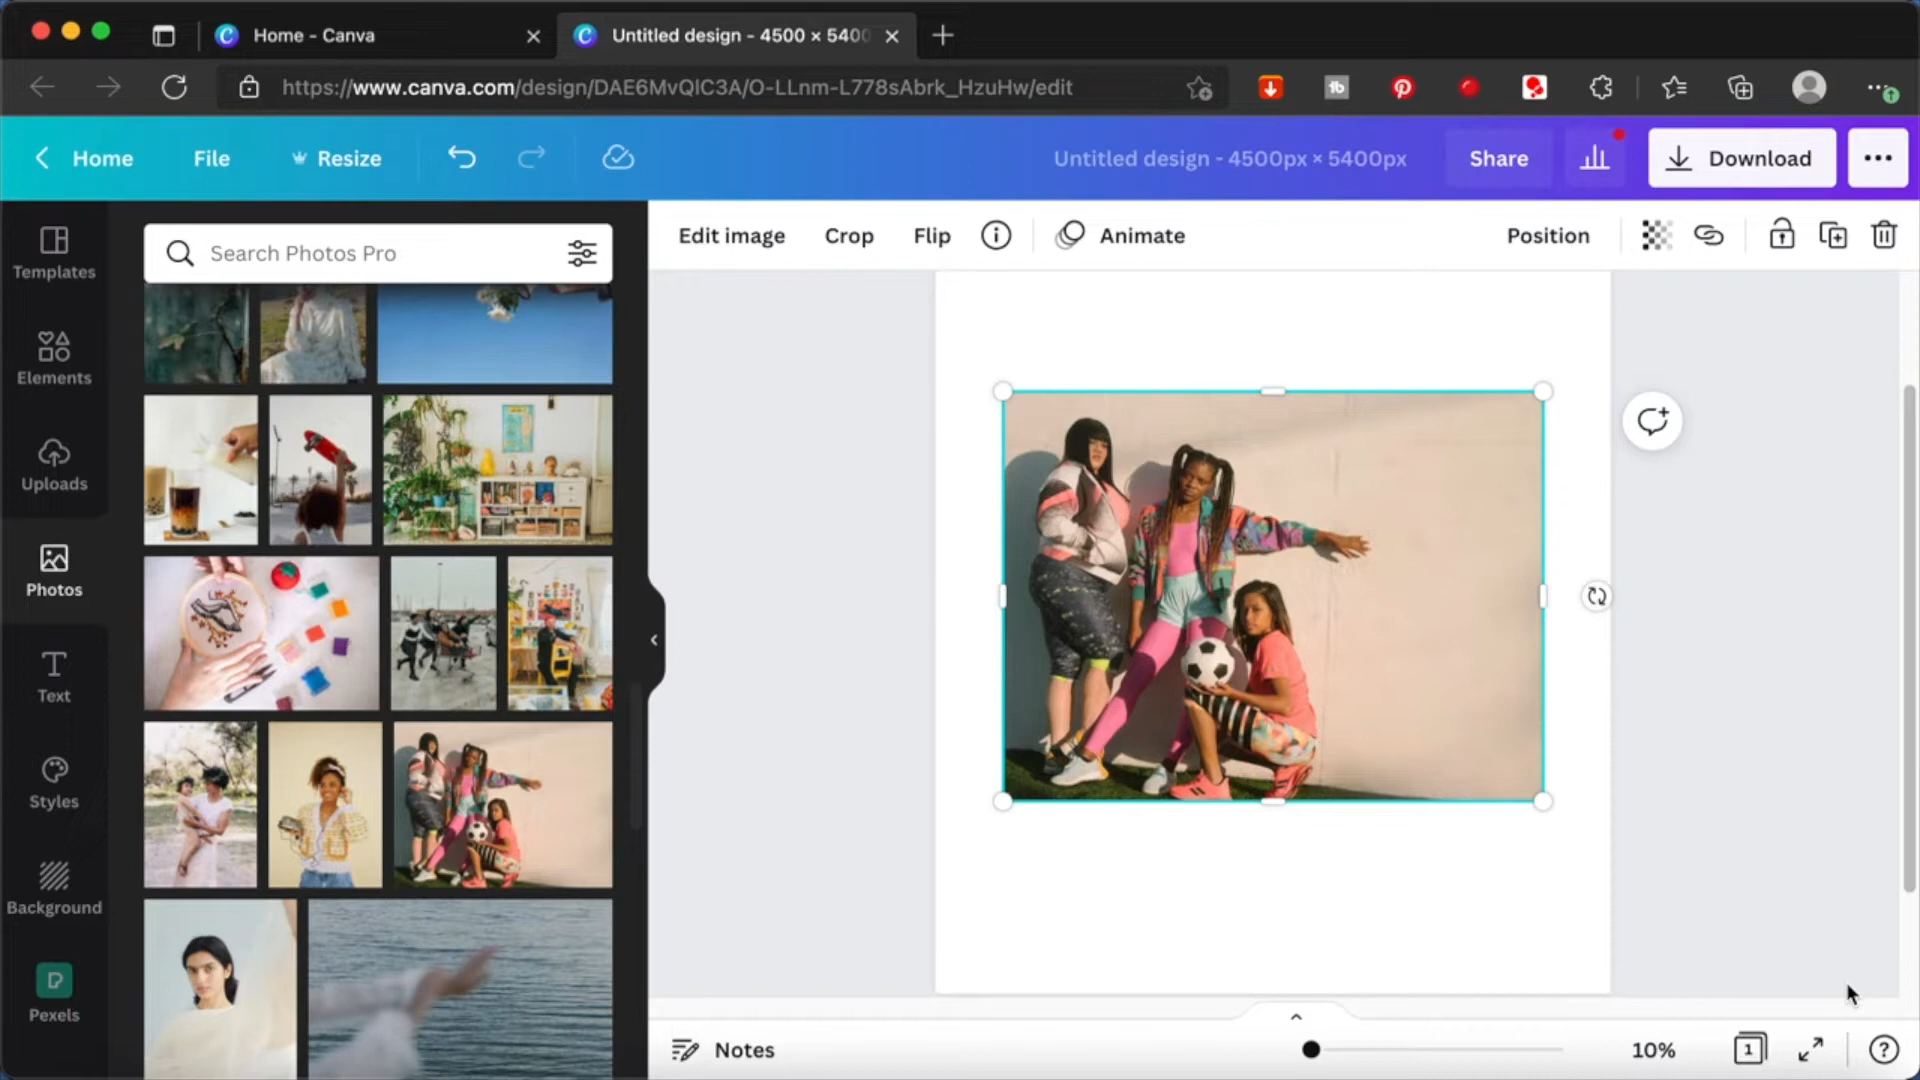 Home - Canva
Untitled design - 4500 × 5400
https://www.canva.com/design/DAE6MvQlC3A/O-LLnm-L778sAbrk_HzuHw/edit
Home
File
Resize
Untitled design - 4500px × 5400px
Share
Download
Templates
Elements
Uploads
Photos
Text
Styles
Background
Pexels
Search Photos Pro
Edit image
Crop
Flip
Animate
Position
Notes
10%
1